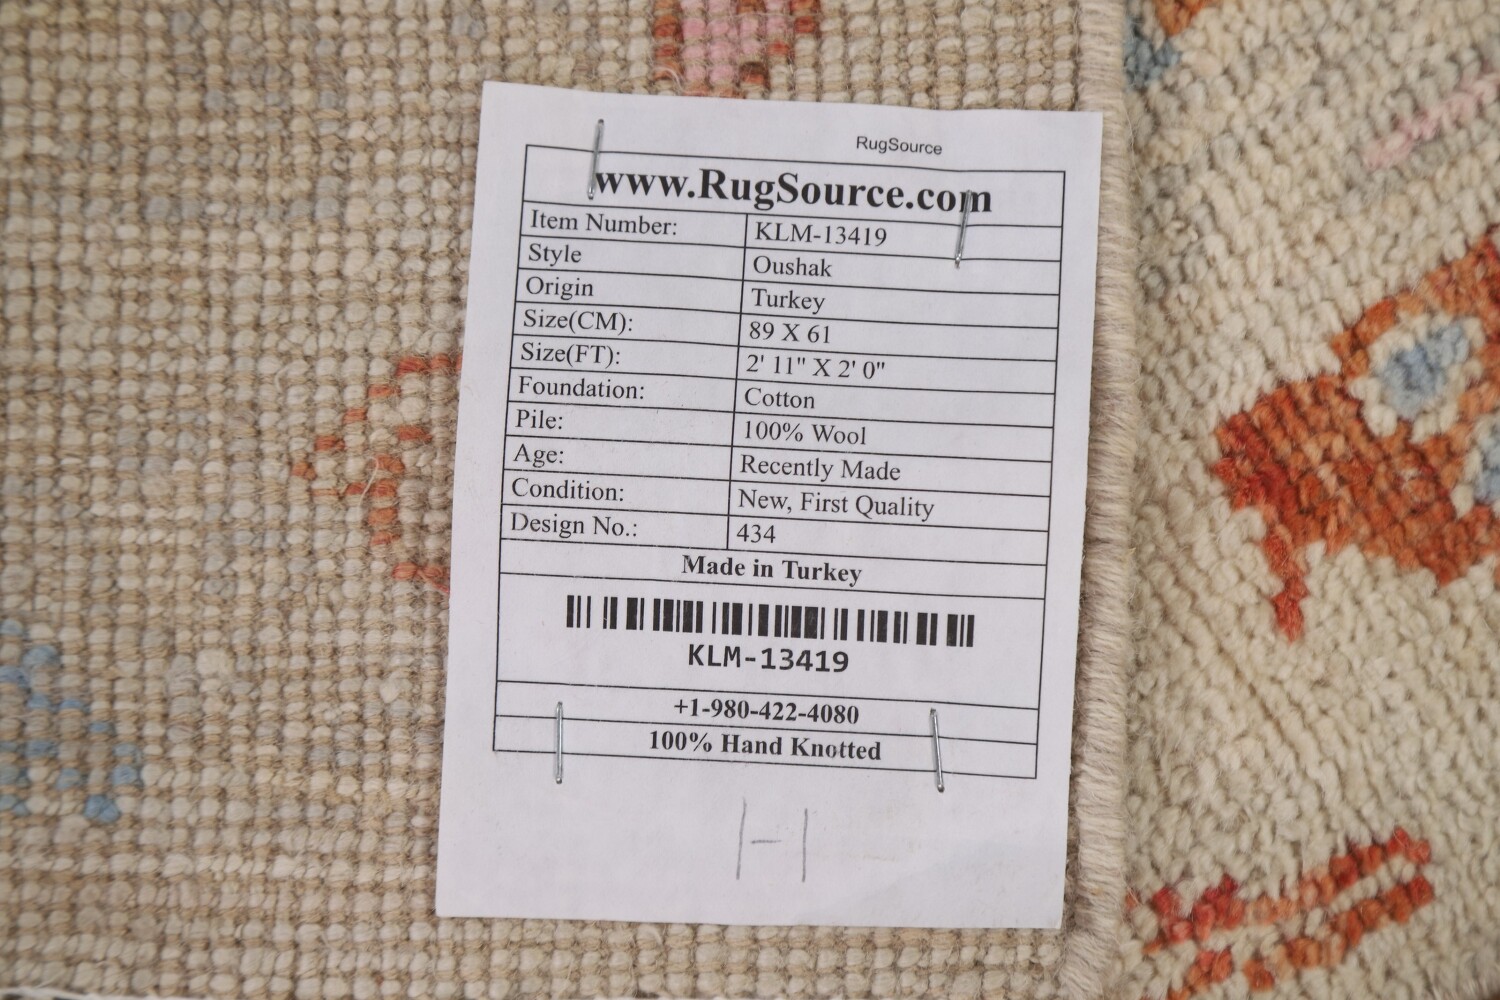 RugSource
www.RugSource.com
Item Number: KLM-13419
Style Oushak
Origin Turkey
Size(CM): 89 X 61
Size(FT): 2' 11" X 2' 0"
Foundation: Cotton
Pile: 100% Wool
Age: Recently Made
Condition: New, First Quality
Design No.: 434
Made in Turkey
KLM-13419
+1-980-422-4080
100% Hand Knotted
1-1